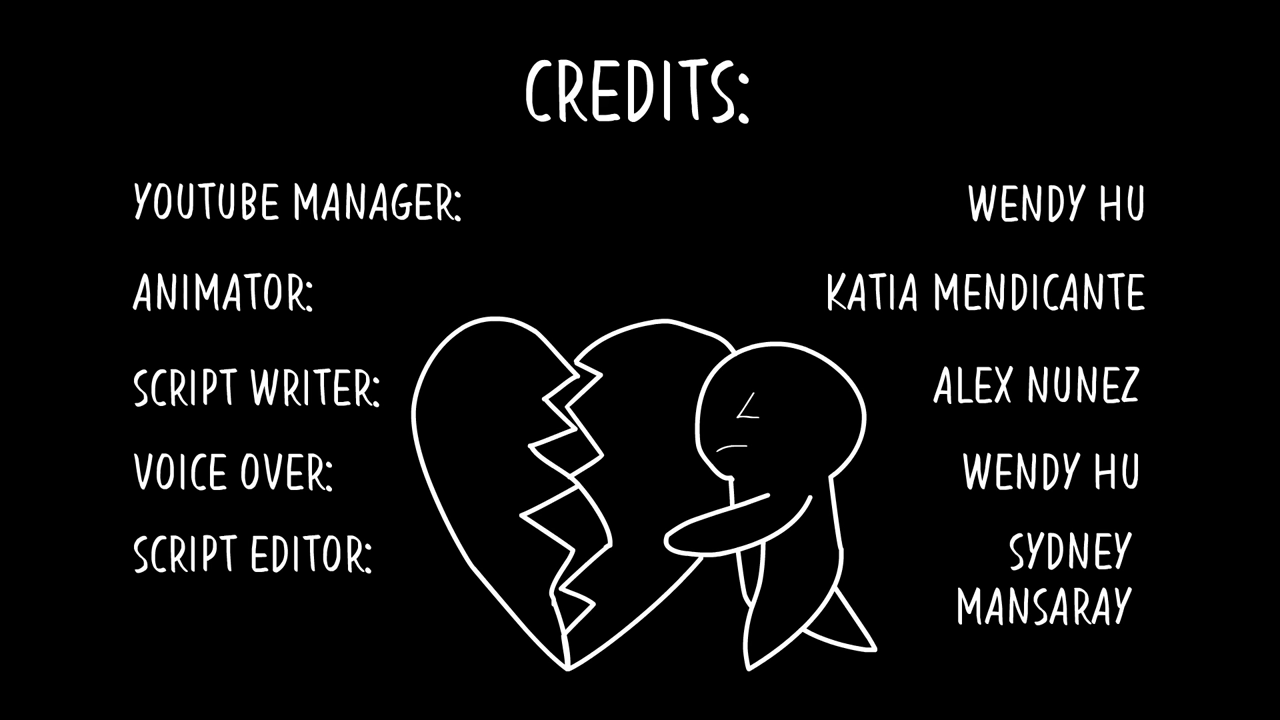 CREDITS:
YOUTUBE MANAGER: WENDY HU
ANIMATOR: KATIA MENDICANTE
SCRIPT WRITER: ALEX NUNEZ
VOICE OVER: WENDY HU
SCRIPT EDITOR: SYDNEY
MANSARAY